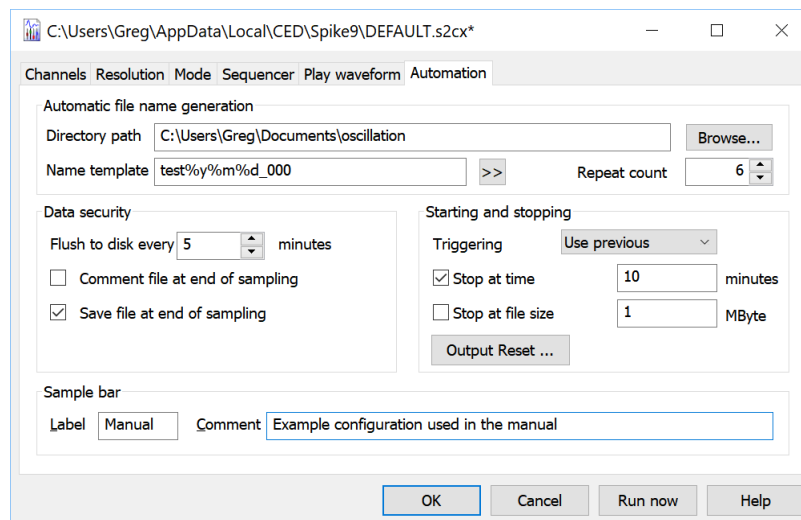 C:\Users\Greg\AppData\Local\CED\Spike9\DEFAULT.s2cx*
Channels Resolution Mode Sequencer Play waveform Automation
Automatic file name generation
Directory path C:\Users\Greg\Documents\oscillation Browse...
Name template test%y%m%d_000 >> Repeat count 6
Data security
Flush to disk every 5 minutes
Comment file at end of sampling
Save file at end of sampling
Starting and stopping
Triggering Use previous
Stop at time 10 minutes
Stop at file size 1 MByte
Output Reset ...
Sample bar
Label Manual Comment Example configuration used in the manual
OK Cancel Run now Help